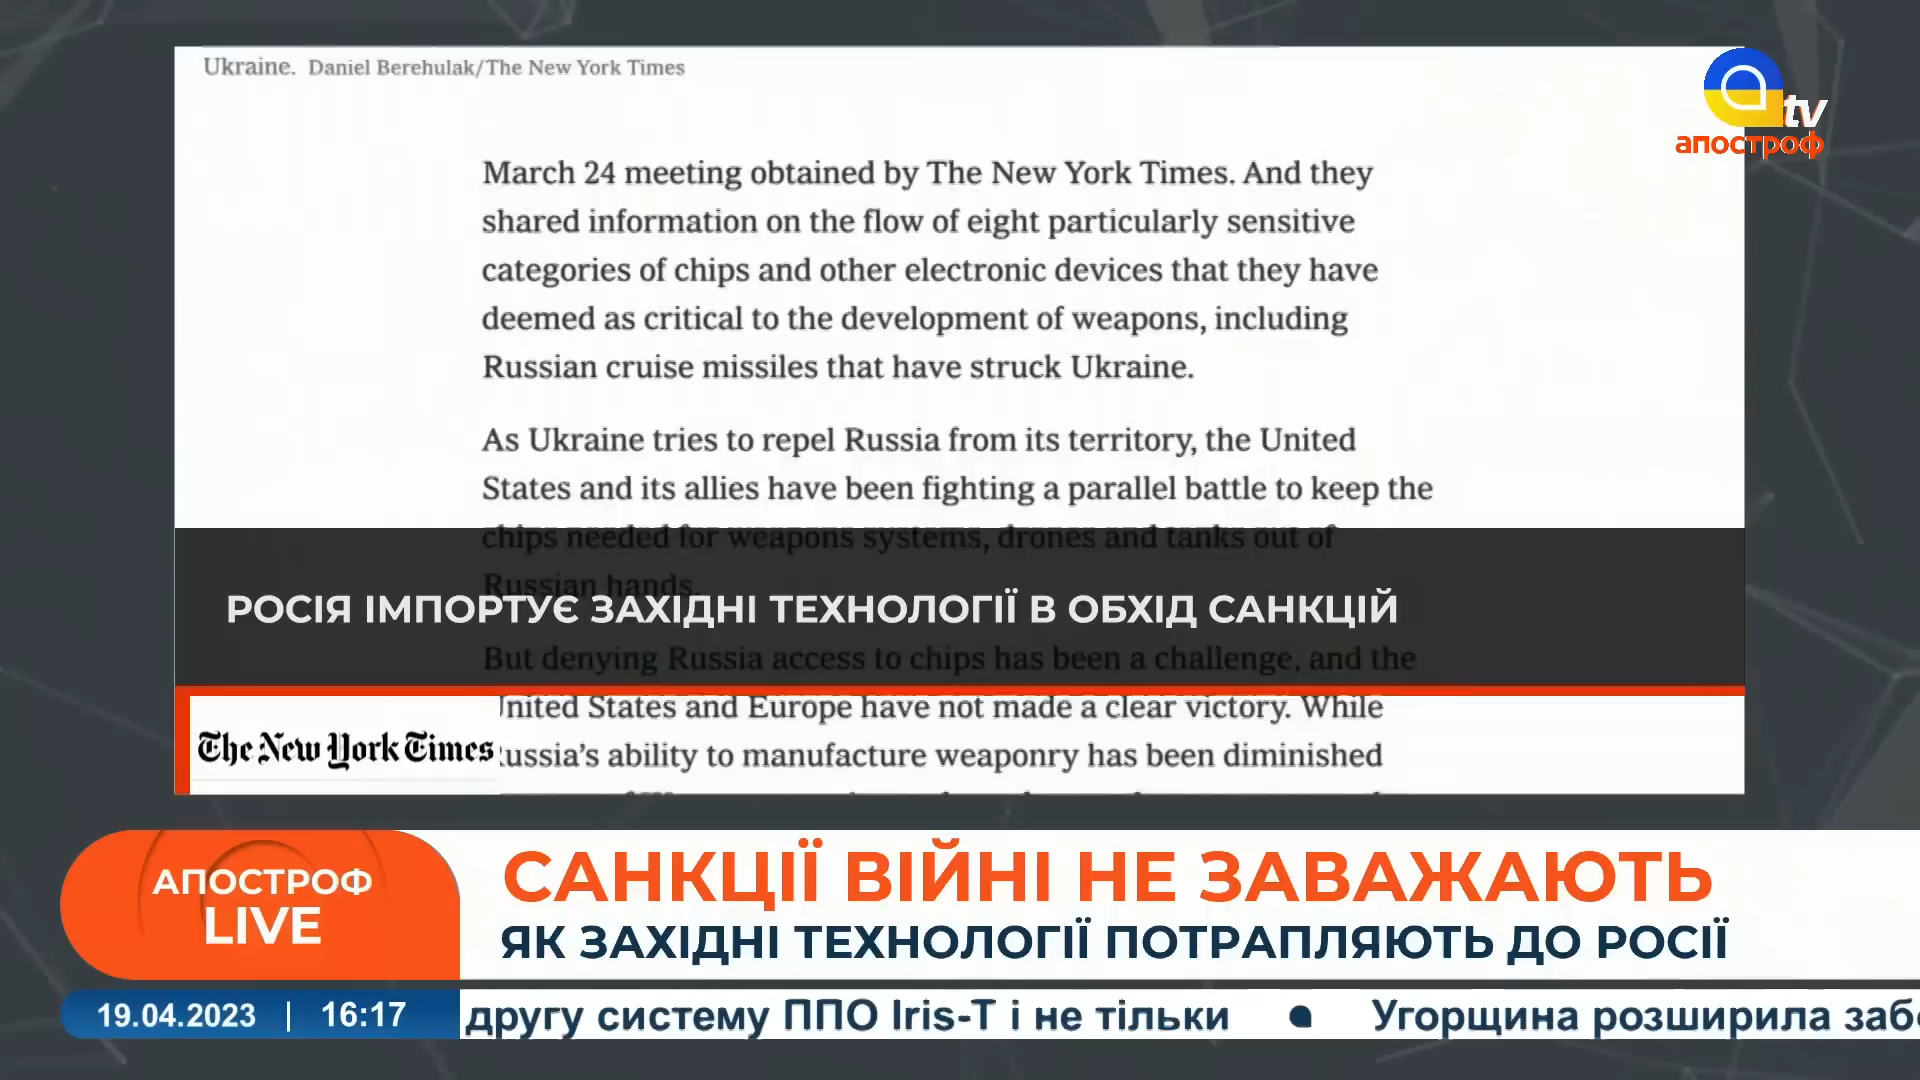 Ukraine. Daniel Berehulak/The New York Times
tv
апостроф
March 24 meeting obtained by The New York Times. And they
shared information on the flow of eight particularly sensitive
categories of chips and other electronic devices that they have
deemed as critical to the development of weapons, including
Russian cruise missiles that have struck Ukraine.
As Ukraine tries to repel Russia from its territory, the United
States and its allies have been fighting a parallel battle to keep the
chips needed for weapons systems, drones and tanks out of
Russian hands.
РОСІЯ ІМПОРТУЄ ЗАХІДНІ ТЕХНОЛОГІЇ В ОБХІД САНКЦІЙ
But denying Russia access to chips has been a challenge, and the
United States and Europe have not made a clear victory. While
Russia's ability to manufacture weaponry has been diminished
The New York Times
АПОСТРОФ
LIVE
САНКЦІЇ ВІЙНІ НЕ ЗАВАЖАЮТЬ
ЯК ЗАХІДНІ ТЕХНОЛОГІЇ ПОТРАПЛЯЮТЬ ДО РОСІЇ
19.04.2023 | 16:17
другу систему ППО Iris-T і не тільки • Угорщина розширила